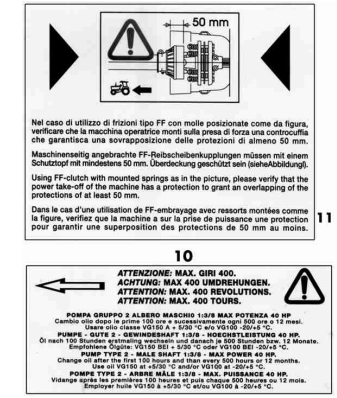 50 mm
Nel caso di utilizzo di frizioni tipo FF con molle posizionate come da figura,
verificare che la macchina operatrice monti sulla presa di forza una controcuffia
che garantisca una sovrapposizione delle protezioni di almeno 50 mm.
Maschinenseitig angebrachte FF-Reibscheibenkupplungen müssen mit einem
Schutztopf mit mindestens 50 mm. Überdeckung geschützt sein (sieheAbbildung).
Using FF-clutch with mounted springs as in the picture, please verify that the
power take-off of the machine has a protection to grant an overlapping of the
protections of at least 50 mm.
Dans le cas d'une utilisation de FF-embrayage avec ressorts montées comme
la figure, verifiez que la machine a sur la prise de puissance une protection
pour garantir une superposition des protections de 50 mm au moins.
11
10
ATTENZIONE: MAX. GIRI 400.
ACHTUNG: MAX 400 UMDREHUNGEN.
ATTENTION: MAX 400 REVOLUTIONS.
ATTENTION: MAX. 400 TOURS.
POMPA GRUPPO 2 ALBERO MASCHIO 1:3/8 MAX POTENZA 40 HP
Cambio olio dopo le prime 100 ore e successivamente ogni 500 ore o 12 mesi.
Usare olio classe VG150 A + 5/30 °C e/o VG100 -20/+5 °C.
PUMPE - GUTE 2 - GEWINDESHAFT 1:3/8 - HOECHSTLEISTUNG 40 HP.
Öl nach 100 Stunden erstmaling wechseln und danach je 500 Stunden bzw. 12 Monate.
Empfohlene Ölgüte: VG150 BEI + 5/30 °C oder VG100 BEI -20/+5 °C.
PUMP TYPE 2 - MALE SHAFT 1:3/8 - MAX POWER 40 HP.
Change oil after the first 100 hours and than every 500 hours or 12 months.
Use oil VG150 at +5/30 °C and/or VG100 at -20/+5 °C.
POMPE TYPE 2 - ARBRE MÂLE 1:3/8 - MAX. PUISSANCE 40 HP.
Vidange après les premières 100 heures et puis chaque 500 heures ou 12 mois.
Employer huile VG150 à +5/30 °C et/ou VG100 à -20/+5 °C.